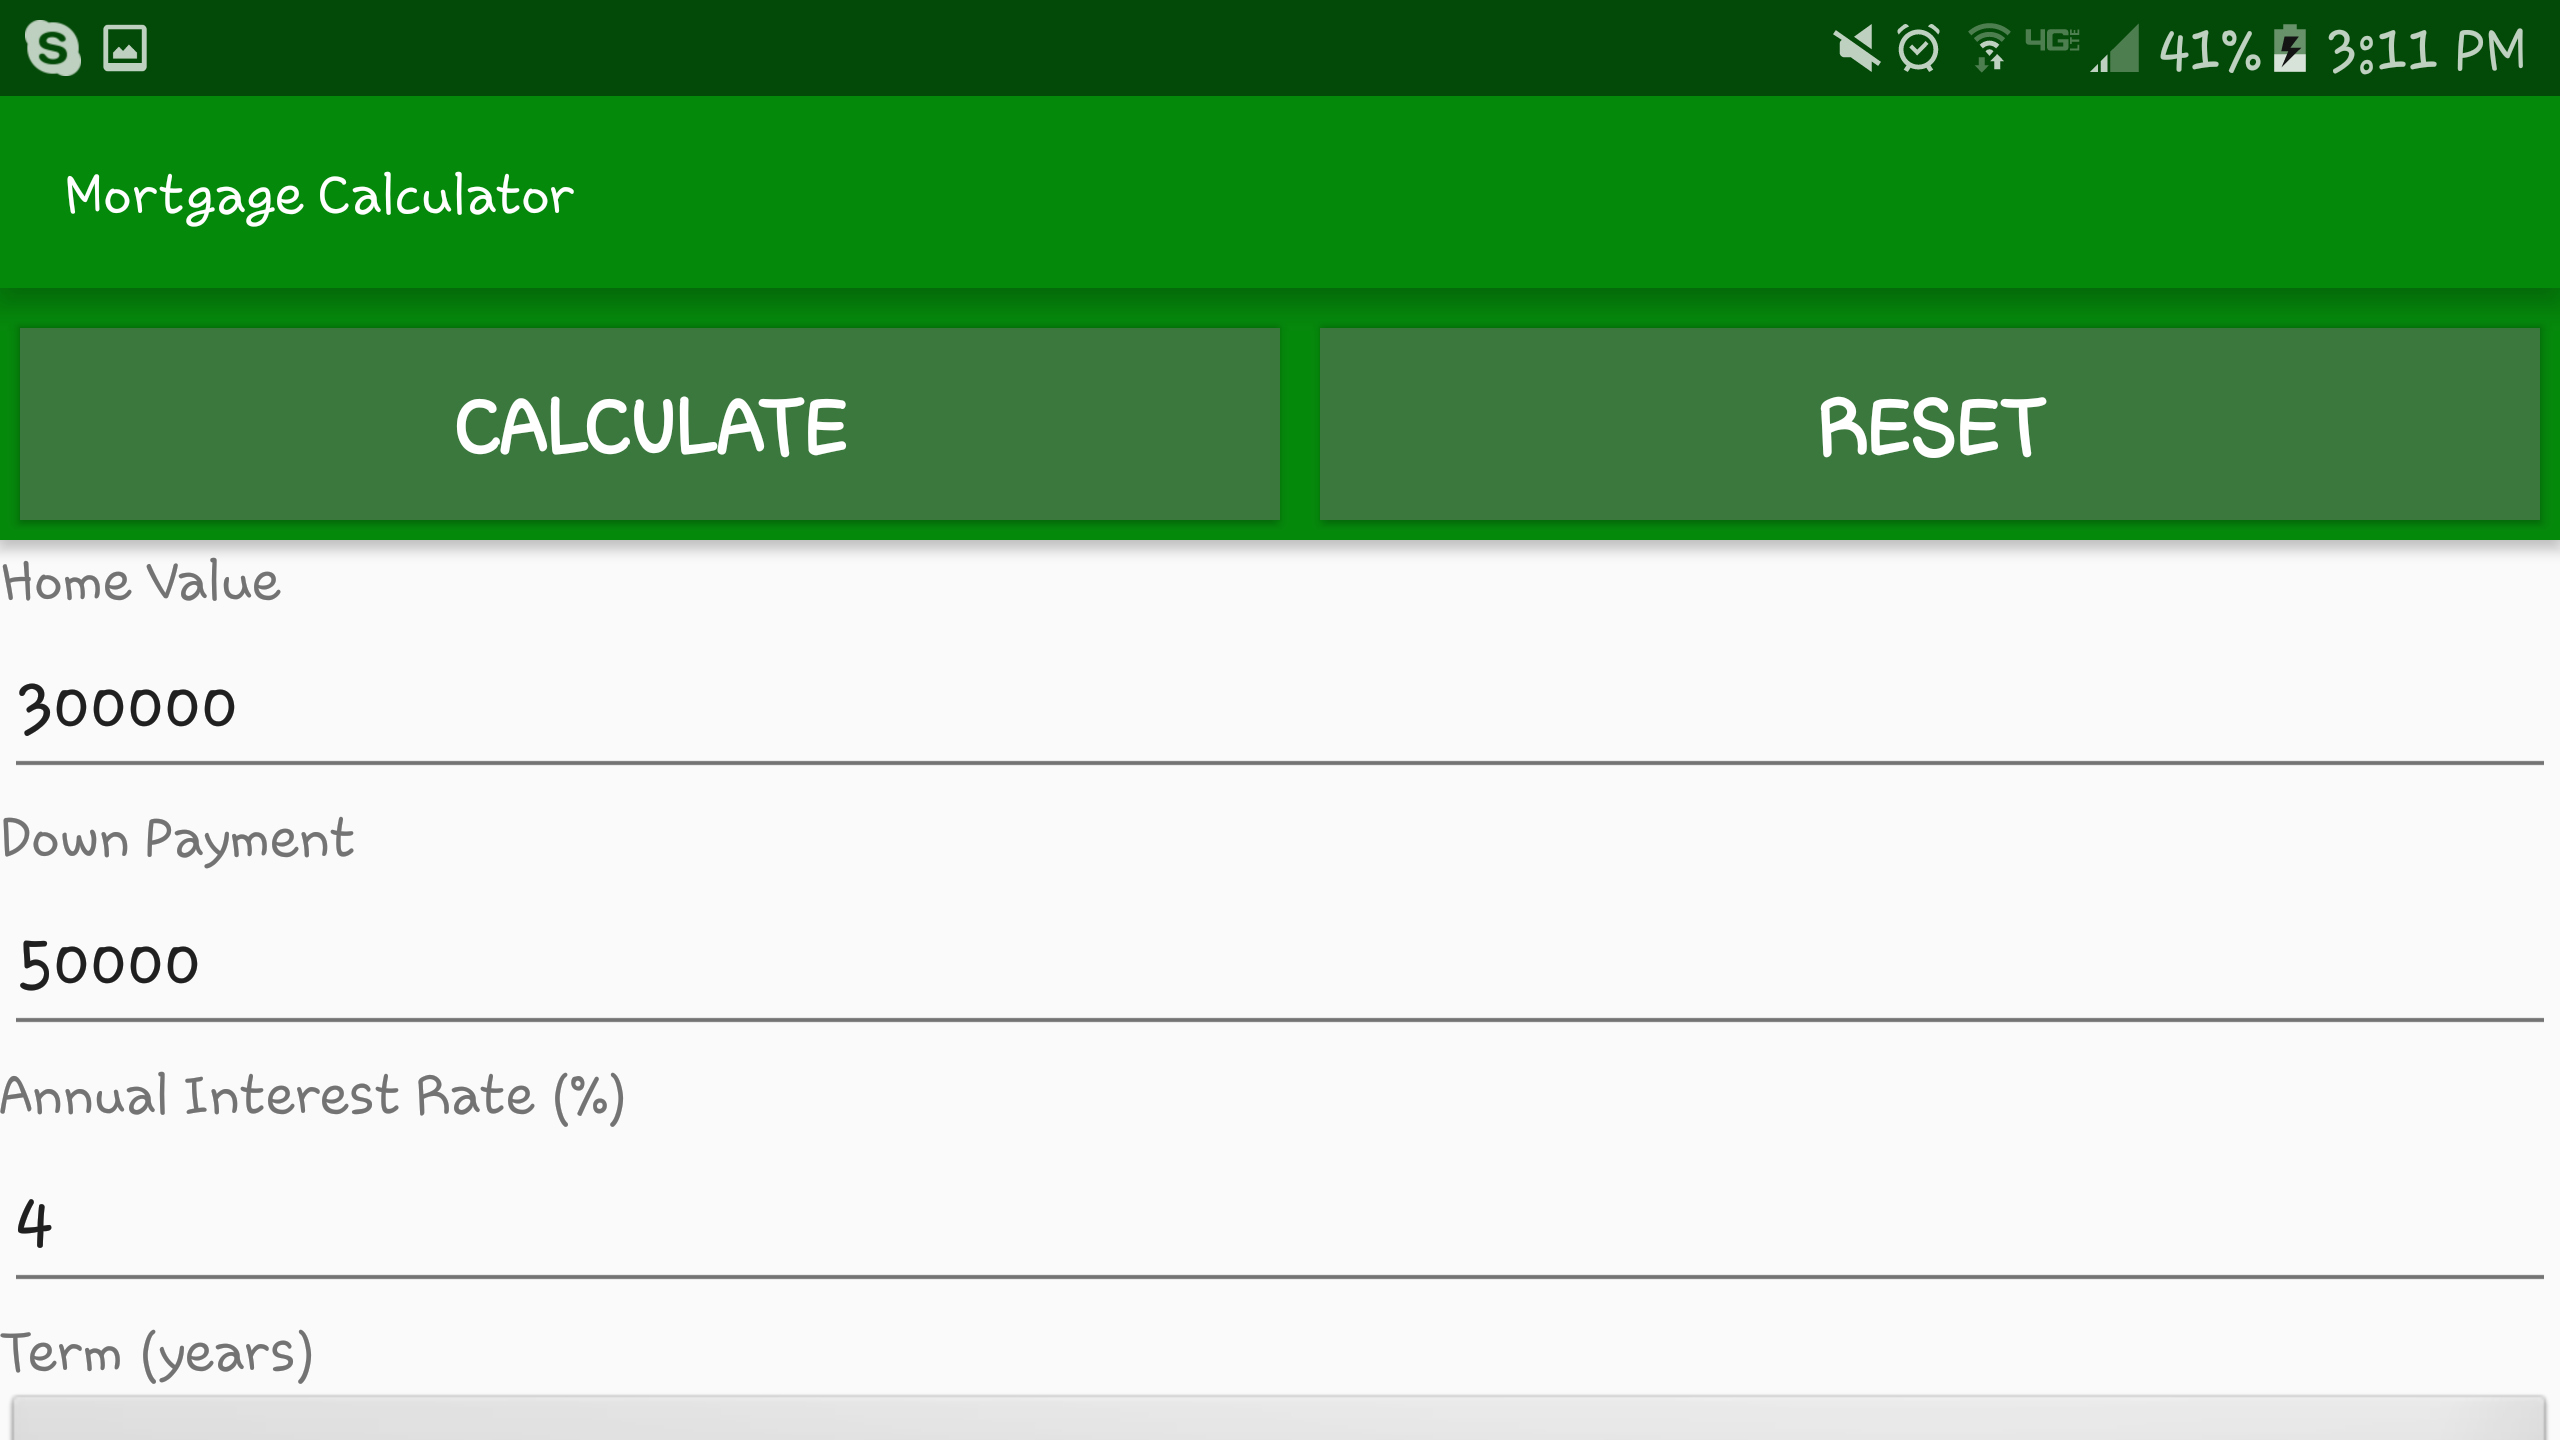 S 4G LTE 41% 3:11 PM
Mortgage Calculator
CALCULATE RESET
Home Value
300000
Down Payment
50000
Annual Interest Rate (%)
4
Term (years)